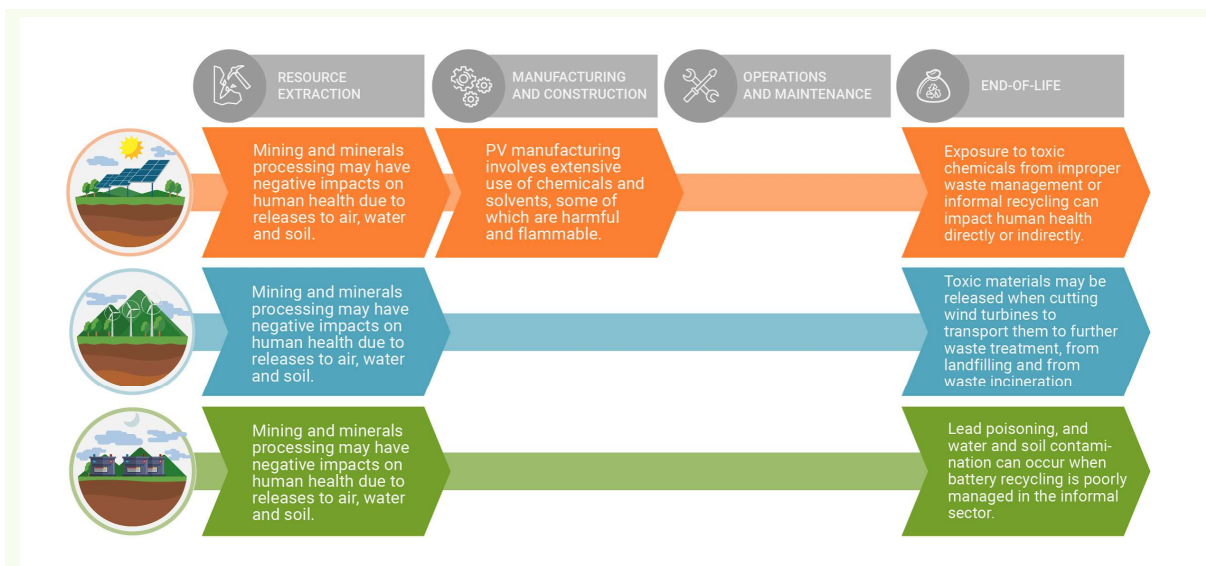 RESOURCE
EXTRACTION
MANUFACTURING
AND CONSTRUCTION
OPERATIONS
AND MAINTENANCE
END-OF-LIFE
Mining and minerals
processing may have
negative impacts on
human health due to
releases to air, water
and soil.
PV manufacturing
involves extensive
use of chemicals and
solvents, some of
which are harmful
and flammable.
Exposure to toxic
chemicals from improper
waste management or
informal recycling can
impact human health
directly or indirectly.
Mining and minerals
processing may have
negative impacts on
human health due to
releases to air, water
and soil.
Toxic materials may be
released when cutting
wind turbines to
transport them to further
waste treatment, from
landfilling and from
waste incineration
Mining and minerals
processing may have
negative impacts on
human health due to
releases to air, water
and soil.
Lead poisoning, and
water and soil contami-
nation can occur when
battery recycling is poorly
managed in the informal
sector.